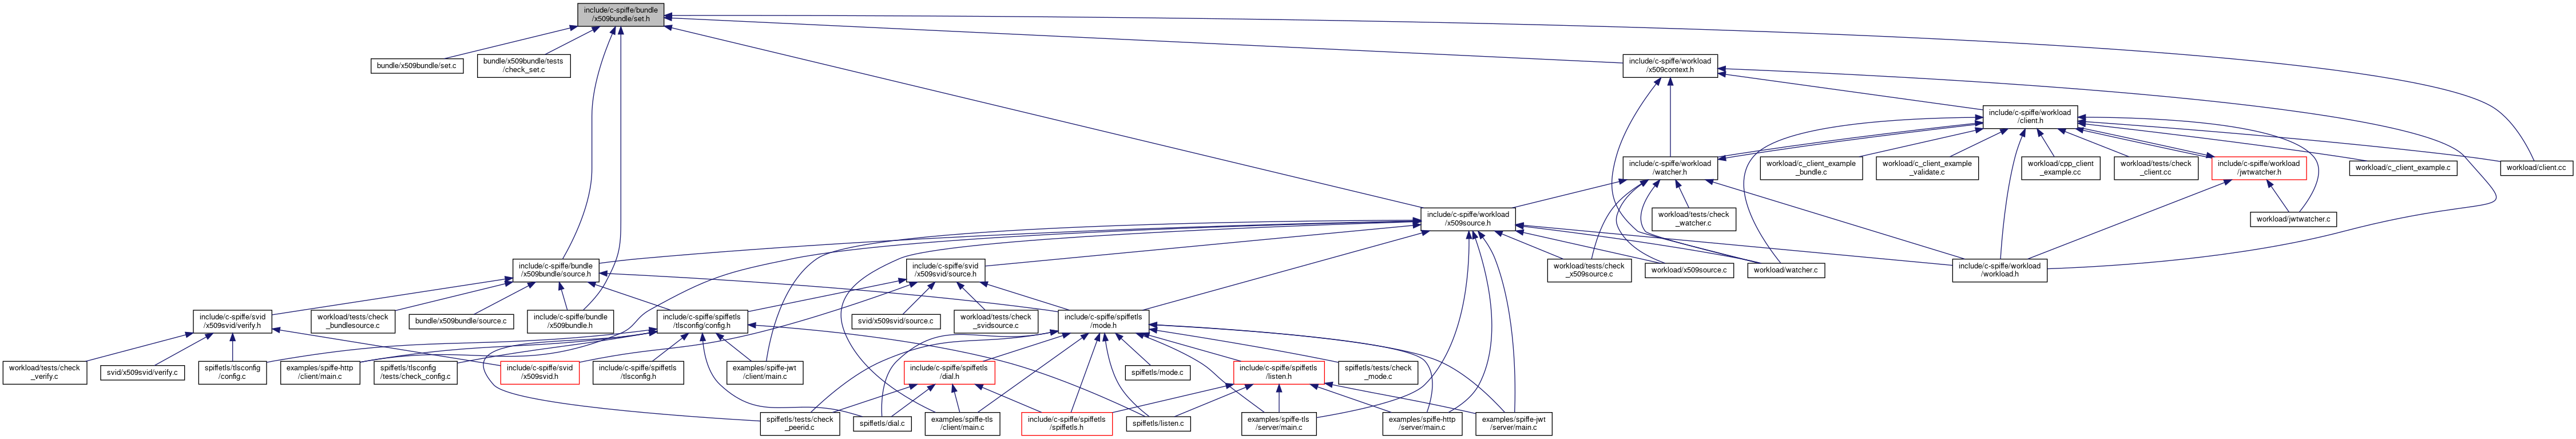 include/c-spiffe/bundle
/x509bundle/set.h
bundle/x509bundle/set.c
bundle/x509bundle/tests
/check_set.c
include/c-spiffe/workload
/x509context.h
include/c-spiffe/workload
/client.h
include/c-spiffe/workload
/watcher.h
workload/c_client_example
_bundle.c
workload/c_client_example
_validate.c
workload/cpp_client
_example.cc
workload/tests/check
_client.cc
include/c-spiffe/workload
/jwtwatcher.h
workload/c_client_example.c
workload/client.cc
include/c-spiffe/workload
/x509source.h
workload/tests/check
_watcher.c
workload/jwtwatcher.c
include/c-spiffe/bundle
/x509bundle/source.h
include/c-spiffe/svid
/x509svid/source.h
workload/tests/check
_x509source.c
workload/x509source.c
workload/watcher.c
include/c-spiffe/workload
/workload.h
include/c-spiffe/svid
/x509svid/verify.h
workload/tests/check
_bundlesource.c
bundle/x509bundle/source.c
include/c-spiffe/bundle
/x509bundle.h
include/c-spiffe/spiffetls
/tlsconfig/config.h
svid/x509svid/source.c
workload/tests/check
_svidsource.c
include/c-spiffe/spiffetls
/mode.h
workload/tests/check
_verify.c
svid/x509svid/verify.c
spiffetls/tlsconfig
/config.c
examples/spiffe-http
/client/main.c
spiffetls/tlsconfig
/tests/check_config.c
include/c-spiffe/svid
/x509svid.h
include/c-spiffe/spiffetls
/tlsconfig.h
examples/spiffe-jwt
/client/main.c
include/c-spiffe/spiffetls
/dial.h
spiffetls/mode.c
include/c-spiffe/spiffetls
/listen.h
spiffetls/tests/check
_mode.c
spiffetls/tests/check
_peerid.c
spiffetls/dial.c
examples/spiffe-tls
/client/main.c
include/c-spiffe/spiffetls
/spiffetls.h
spiffetls/listen.c
examples/spiffe-tls
/server/main.c
examples/spiffe-http
/server/main.c
examples/spiffe-jwt
/server/main.c